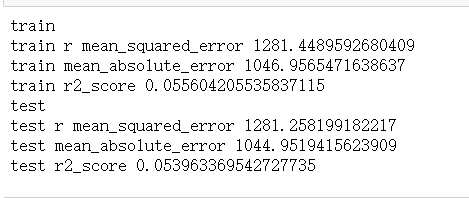 train
train r mean_squared_error 1281.4489592680409
train mean_absolute_error 1046.9565471638637
train r2_score 0.055604205535837115
test
test r mean_squared_error 1281.258199182217
test mean_absolute_error 1044.9519415623909
test r2_score 0.053963369542727735